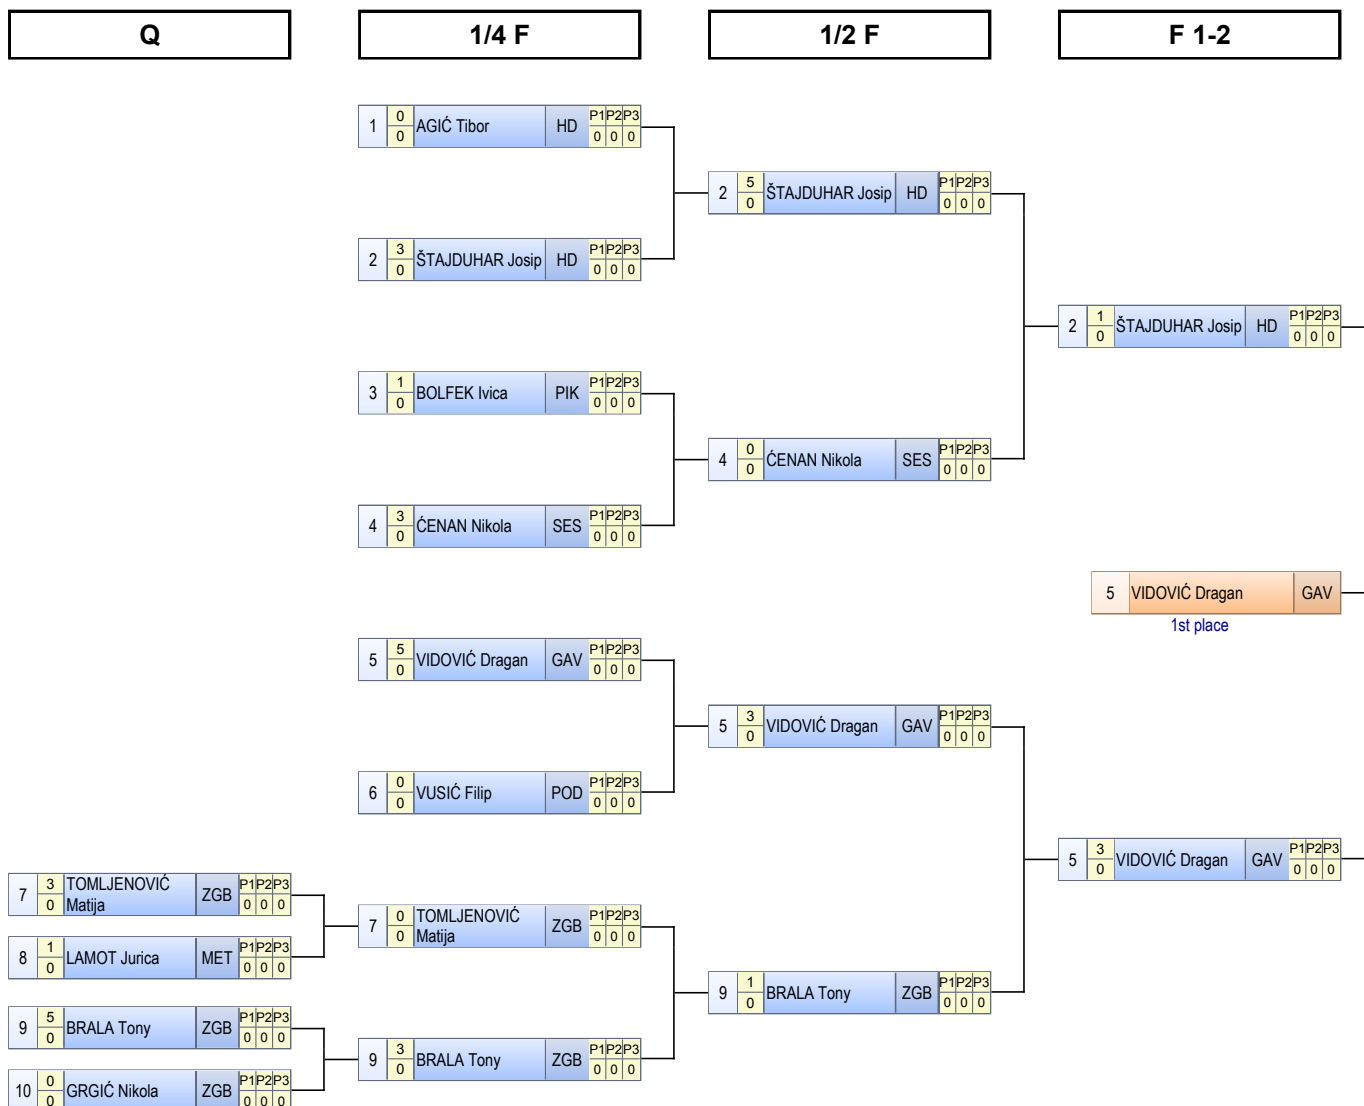 Q 1/4 F 1/2 F F 1-2
1 0 AGIĆ Tibor HD P1 P2 P3
0 0 0 0
2 5 ŠTAJDUHAR Josip HD P1 P2 P3
0 0 0 0
2 3 ŠTAJDUHAR Josip HD P1 P2 P3
0 0 0 0
2 1 ŠTAJDUHAR Josip HD P1 P2 P3
0 0 0 0
3 1 BOLFEK Ivica PIK P1 P2 P3
0 0 0 0
4 0 ĆENAN Nikola SES P1 P2 P3
0 0 0 0
4 3 ĆENAN Nikola SES P1 P2 P3
0 0 0 0
5 VIDOVIĆ Dragan GAV
1st place
5 5 VIDOVIĆ Dragan GAV P1 P2 P3
0 0 0 0
5 3 VIDOVIĆ Dragan GAV P1 P2 P3
0 0 0 0
6 0 VUSIĆ Filip POD P1 P2 P3
0 0 0 0
5 3 VIDOVIĆ Dragan GAV P1 P2 P3
0 0 0 0
7 3 TOMLJENOVIĆ ZGB P1 P2 P3
0 Matija 0 0 0
7 0 TOMLJENOVIĆ ZGB P1 P2 P3
0 Matija 0 0 0
8 1 LAMOT Jurica MET P1 P2 P3
0 0 0 0
9 1 BRALA Tony ZGB P1 P2 P3
0 0 0 0
9 5 BRALA Tony ZGB P1 P2 P3
0 0 0 0
9 3 BRALA Tony ZGB P1 P2 P3
0 0 0 0
10 0 GRGIĆ Nikola ZGB P1 P2 P3
0 0 0 0